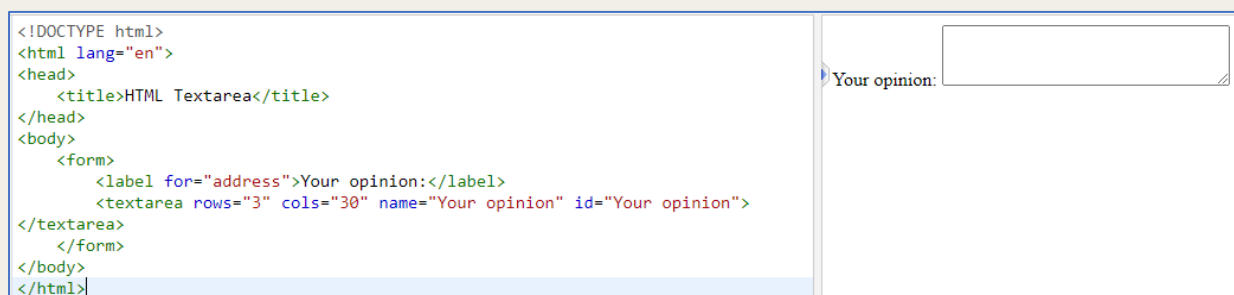 <!DOCTYPE html>
<html lang="en">
<head>
    <title>HTML Textarea</title>
</head>
<body>
    <form>
        <label for="address">Your opinion:</label>
        <textarea rows="3" cols="30" name="Your opinion" id="Your opinion">
</textarea>
    </form>
</body>
</html>
Your opinion: